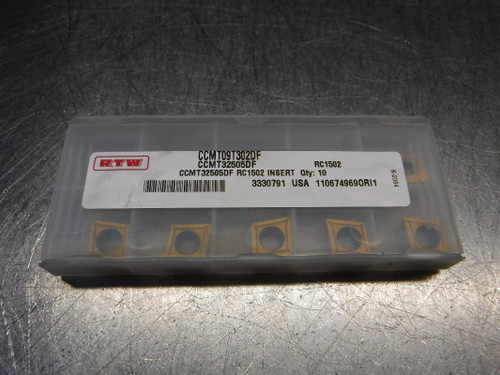 RTW
CCMT09T302DF
CCMT32505DF RC1502
CCMT32505DF RC1502 INSERT Qty: 10
3330791 USA 110674969ORI1